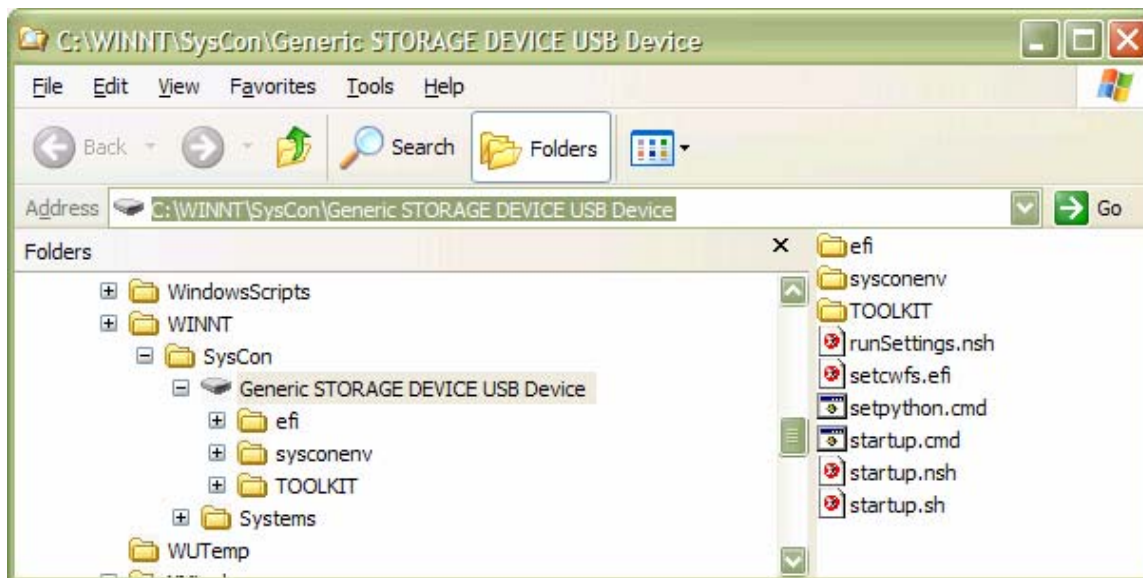 C:\WINNT\SysCon\Generic STORAGE DEVICE USB Device
File Edit View Favorites Tools Help
Back Search Folders
Address C:\WINNT\SysCon\Generic STORAGE DEVICE USB Device Go
Folders
WindowsScripts
WINNT
SysCon
Generic STORAGE DEVICE USB Device
efi
sysconenv
TOOLKIT
Systems
WUTemp
efi
sysconenv
TOOLKIT
runSettings.nsh
setcwfs.efi
setpython.cmd
startup.cmd
startup.nsh
startup.sh